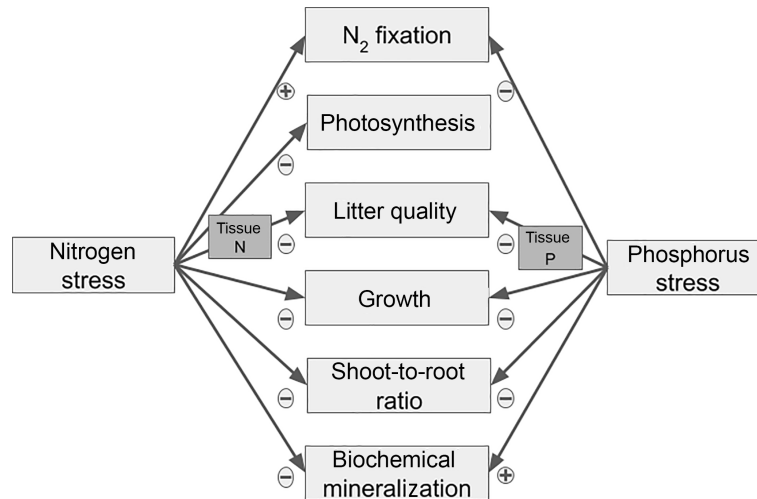 N₂ fixation
+
−
Photosynthesis
−
Tissue
N
Litter quality
Tissue
P
−
−
Nitrogen
stress
Phosphorus
stress
Growth
−
−
Shoot-to-root
ratio
−
−
Biochemical
mineralization
−
+